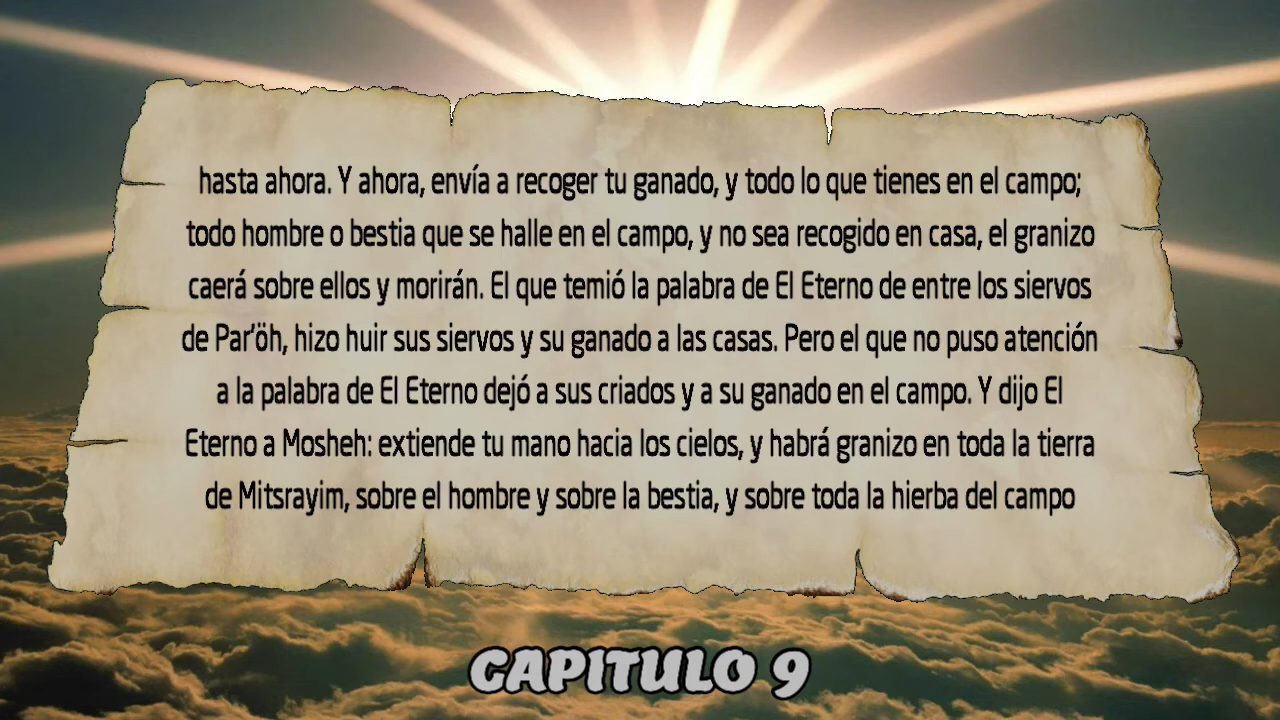 hasta ahora. Y ahora, envía a recoger tu ganado, y todo lo que tienes en el campo;
todo hombre o bestia que se halle en el campo, y no sea recogido en casa, el granizo
caerá sobre ellos y morirán. El que temió la palabra de El Eterno de entre los siervos
de Par'öh, hizo huir sus siervos y su ganado a las casas. Pero el que no puso atención
a la palabra de El Eterno dejó a sus criados y a su ganado en el campo. Y dijo El
Eterno a Mosheh: extiende tu mano hacia los cielos, y habrá granizo en toda la tierra
de Mitsrayim, sobre el hombre y sobre la bestia, y sobre toda la hierba del campo
CAPITULO 9